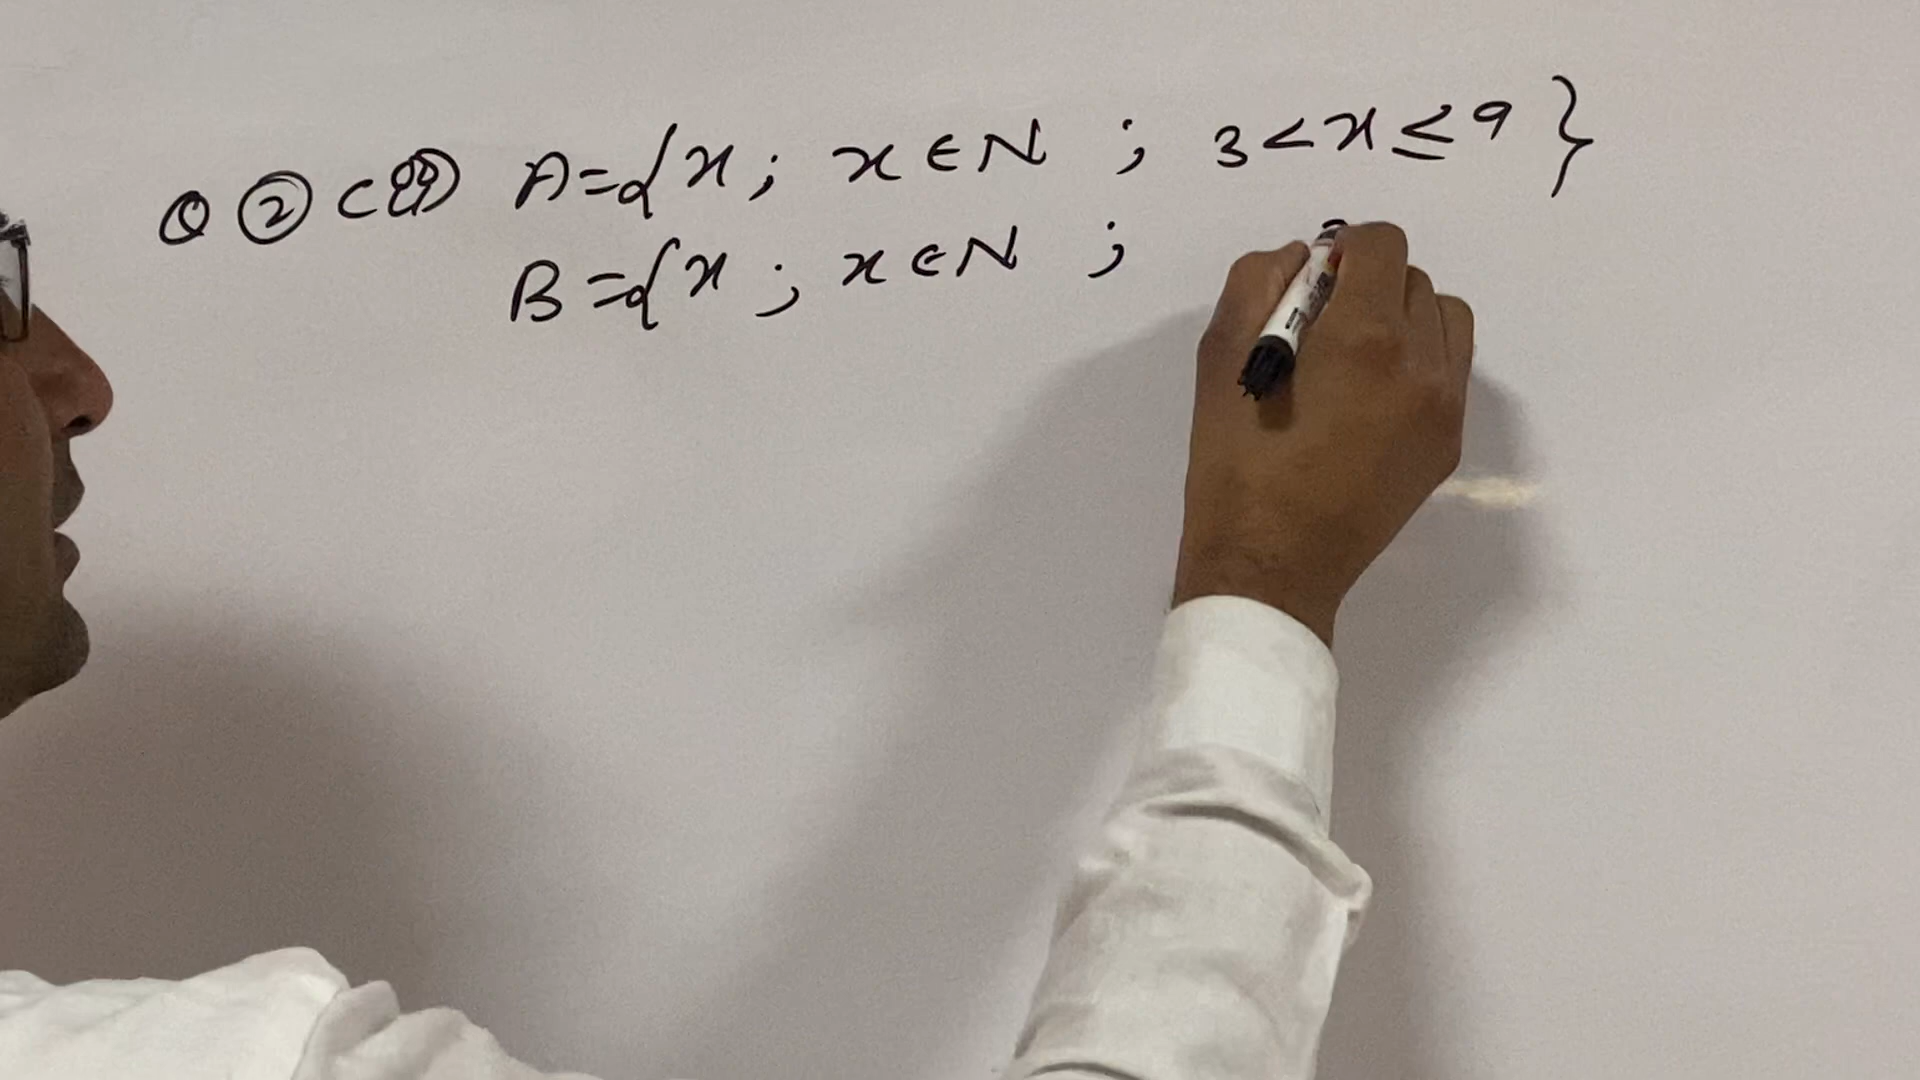 Q ② (ii) A={x ; x∈N ; 3<x≤9}
B={x ; x∈N ;